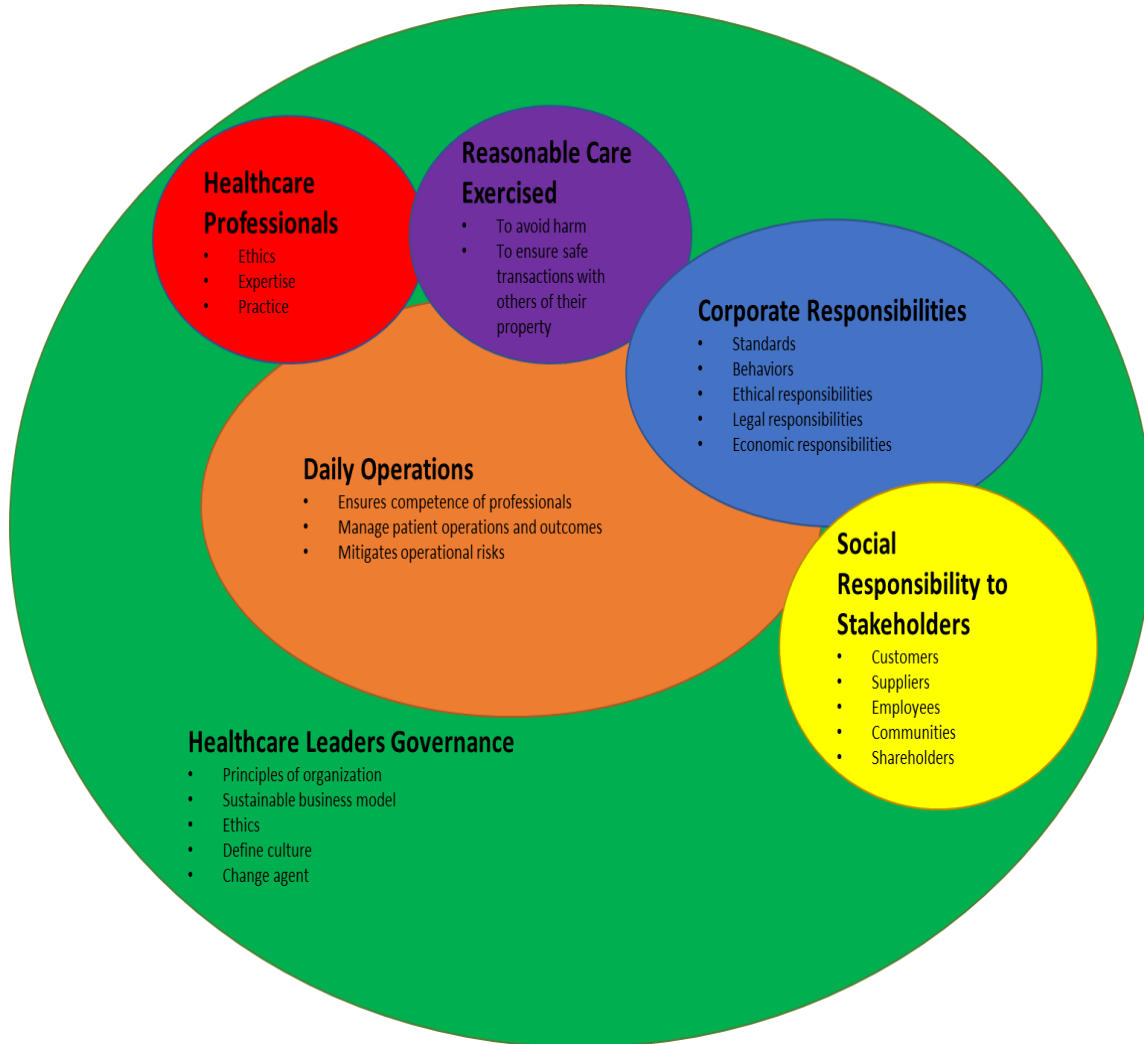 Healthcare
Professionals
• Ethics
• Expertise
• Practice
Reasonable Care
Exercised
• To avoid harm
• To ensure safe
transactions with
others of their
property
Corporate Responsibilities
• Standards
• Behaviors
• Ethical responsibilities
• Legal responsibilities
• Economic responsibilities
Daily Operations
• Ensures competence of professionals
• Manage patient operations and outcomes
• Mitigates operational risks
Social
Responsibility to
Stakeholders
• Customers
• Suppliers
• Employees
• Communities
• Shareholders
Healthcare Leaders Governance
• Principles of organization
• Sustainable business model
• Ethics
• Define culture
• Change agent